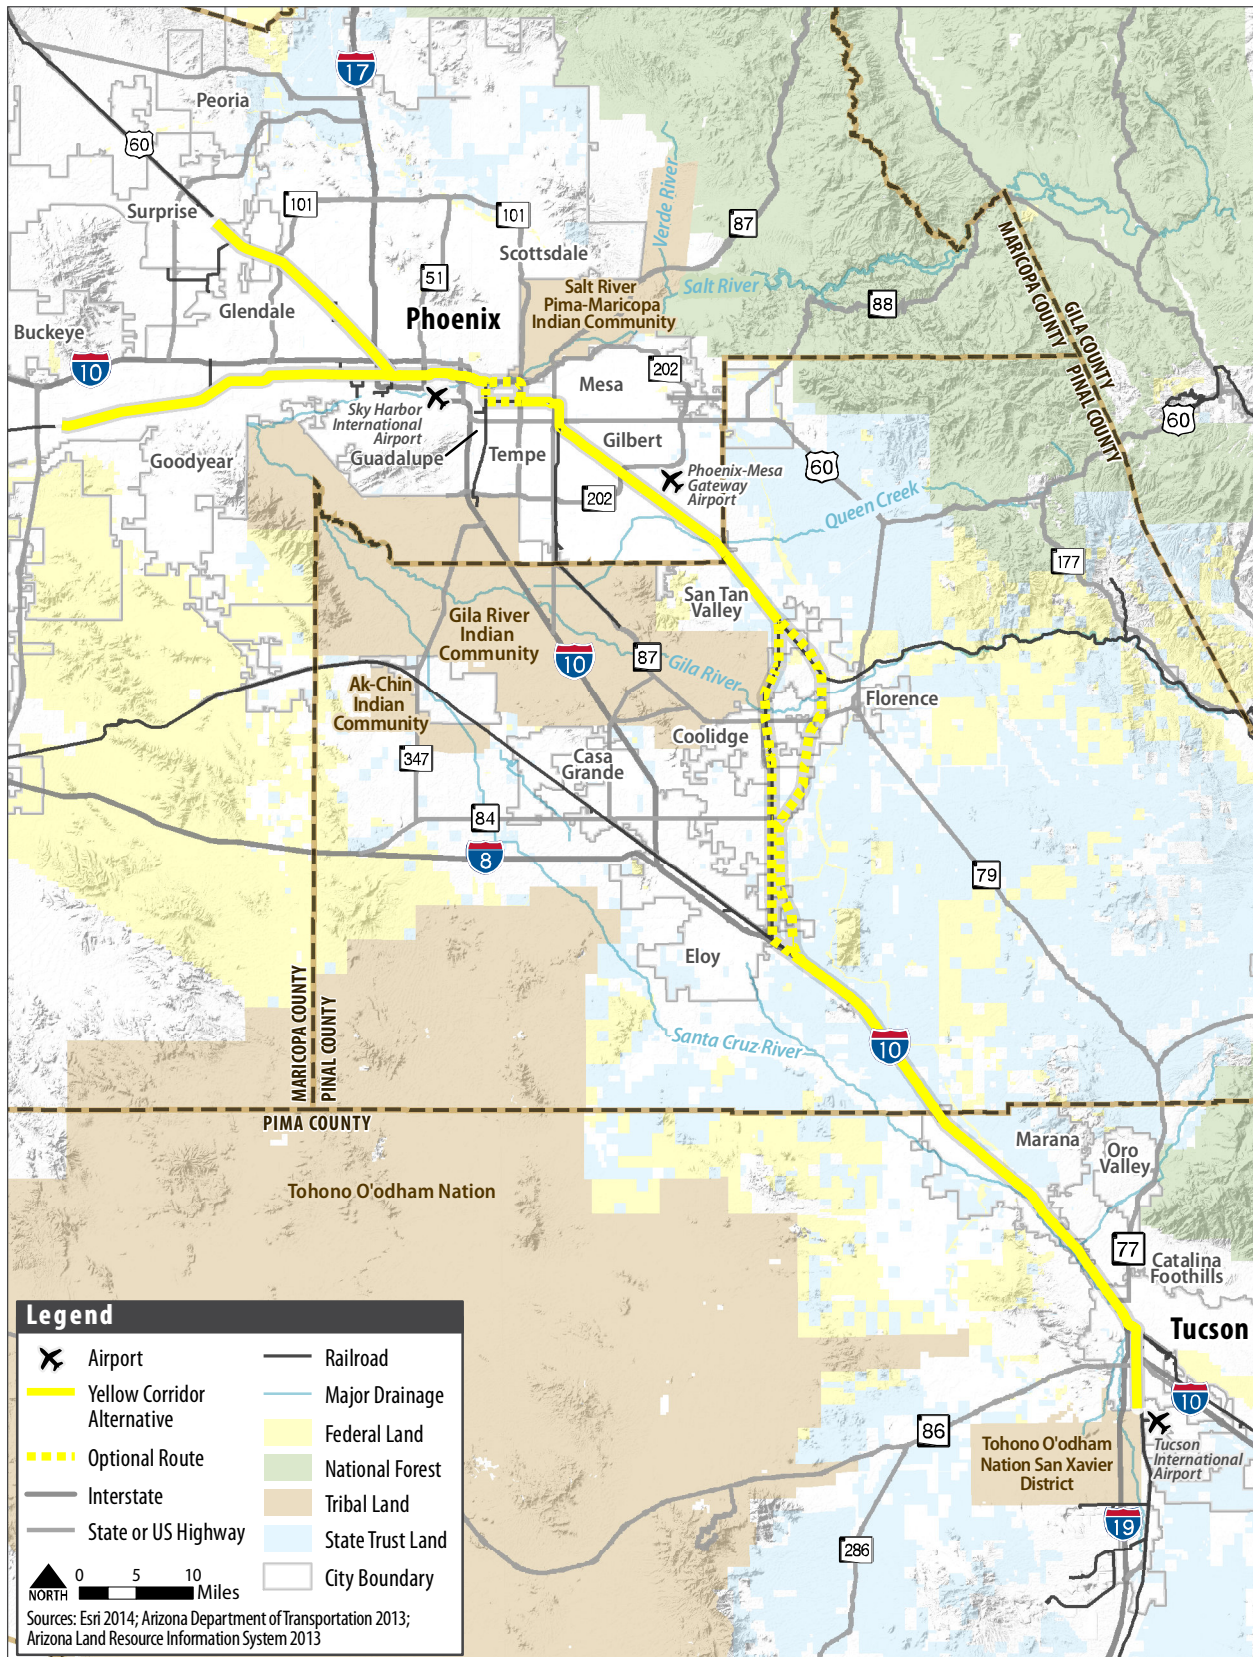 17
Peoria
60
101
Surprise
101
87
Verde River
Scottsdale
51
Salt River
Salt River
Pima-Maricopa
Indian Community
88
Glendale
Phoenix
MARICOPA COUNTY
GILA COUNTY
PINAL COUNTY
Buckeye
10
202
Mesa
60
Sky Harbor
International
Airport
Guadalupe
Gilbert
Goodyear
Tempe
60
Phoenix-Mesa
Gateway
Airport
202
Queen Creek
177
San Tan
Valley
Gila River
Indian
Community
10
87
Gila River
Ak-Chin
Indian
Community
Florence
Coolidge
347
Casa
Grande
84
8
79
Eloy
MARICOPA COUNTY
PINAL COUNTY
Santa Cruz River
10
PIMA COUNTY
Marana
Oro
Valley
Tohono O'odham Nation
77
Catalina
Foothills
Tucson
10
86
Tohono O'odham
Nation San Xavier
District
Tucson
International
Airport
19
286
Legend
Airport
Yellow Corridor
Alternative
Optional Route
Interstate
State or US Highway
Railroad
Major Drainage
Federal Land
National Forest
Tribal Land
State Trust Land
City Boundary
NORTH
0 5 10
Miles
Sources: Esri 2014; Arizona Department of Transportation 2013;
Arizona Land Resource Information System 2013